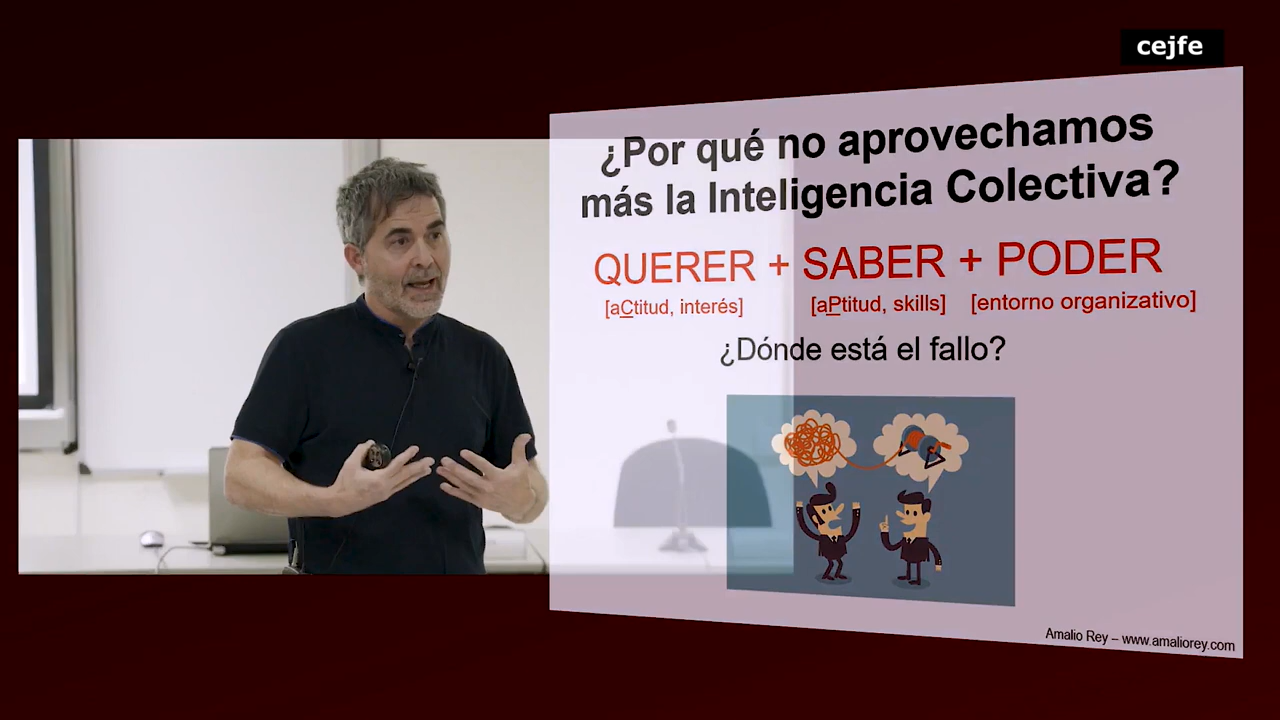 cejfe
¿Por qué no aprovechamos
más la Inteligencia Colectiva?
QUERER + SABER + PODER
[aCtitud, interés] [aPtitud, skills] [entorno organizativo]
¿Dónde está el fallo?
Amalio Rey – www.amaliorey.com